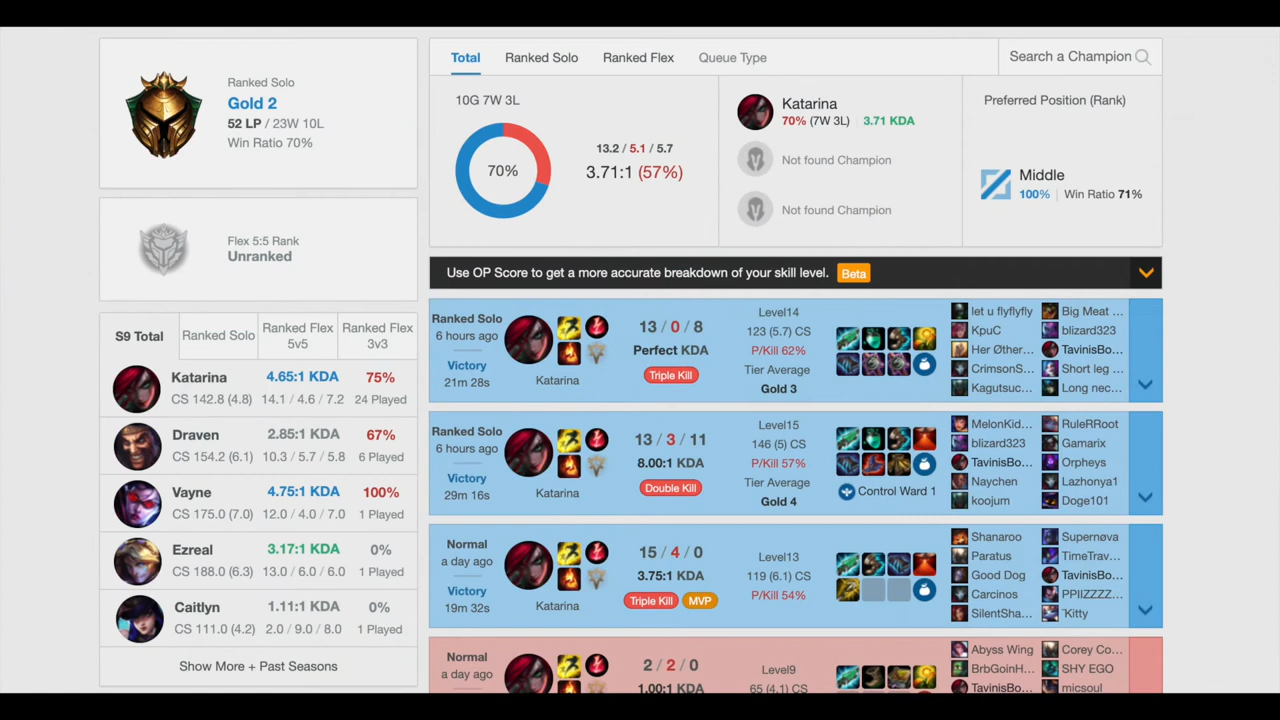 Ranked Solo
Gold 2
52 LP / 23W 10L
Win Ratio 70%
Flex 5:5 Rank
Unranked
S9 Total
Ranked Solo
Ranked Flex 5v5
Ranked Flex 3v3
Katarina 4.65:1 KDA 75%
CS 142.8 (4.8) 14.1 / 4.6 / 7.2 24 Played
Draven 2.85:1 KDA 67%
CS 154.2 (6.1) 10.3 / 5.7 / 5.8 6 Played
Vayne 4.75:1 KDA 100%
CS 175.0 (7.0) 12.0 / 4.0 / 7.0 1 Played
Ezreal 3.17:1 KDA 0%
CS 188.0 (6.3) 13.0 / 6.0 / 6.0 1 Played
Caitlyn 1.11:1 KDA 0%
CS 111.0 (4.2) 2.0 / 9.0 / 8.0 1 Played
Show More + Past Seasons
Total Ranked Solo Ranked Flex Queue Type
Search a Champion
10G 7W 3L
70%
13.2 / 5.1 / 5.7
3.71:1 (57%)
Katarina
70% (7W 3L) 3.71 KDA
Not found Champion
Not found Champion
Preferred Position (Rank)
Middle
100% Win Ratio 71%
Use OP Score to get a more accurate breakdown of your skill level. Beta
Ranked Solo
6 hours ago
Victory
21m 28s
Katarina
13 / 0 / 8
Perfect KDA
Triple Kill
Level14
123 (5.7) CS
P/Kill 62%
Tier Average
Gold 3
let u flyflyfly
KpuC
Her Øther...
CrimsonS...
Kagutsuc...
Big Meat ...
blizard323
TavinisBo...
Short leg ...
Long nec...
Ranked Solo
6 hours ago
Victory
29m 16s
Katarina
13 / 3 / 11
8.00:1 KDA
Double Kill
Level15
146 (5) CS
P/Kill 57%
Tier Average
Gold 4
Control Ward 1
MelonKid...
blizard323
TavinisBo...
Naychen
koojum
RuleRRoot
Gamarix
Orpheys
Lazhonya1
Doge101
Normal
a day ago
Victory
19m 32s
Katarina
15 / 4 / 0
3.75:1 KDA
Triple Kill MVP
Level13
119 (6.1) CS
P/Kill 54%
Shanaroo
Paratus
Good Dog
Carcinos
SilentSha...
Supernøva
TimeTrav...
TavinisBo...
PPIIZZZZ...
˝Kitty
Normal
a day ago
2 / 2 / 0
1.00:1 KDA
Level9
65 (4.1) CS
Abyss Wing
BrbGoinH...
TavinisBo...
Corey Co...
SHY EGO
micsoul